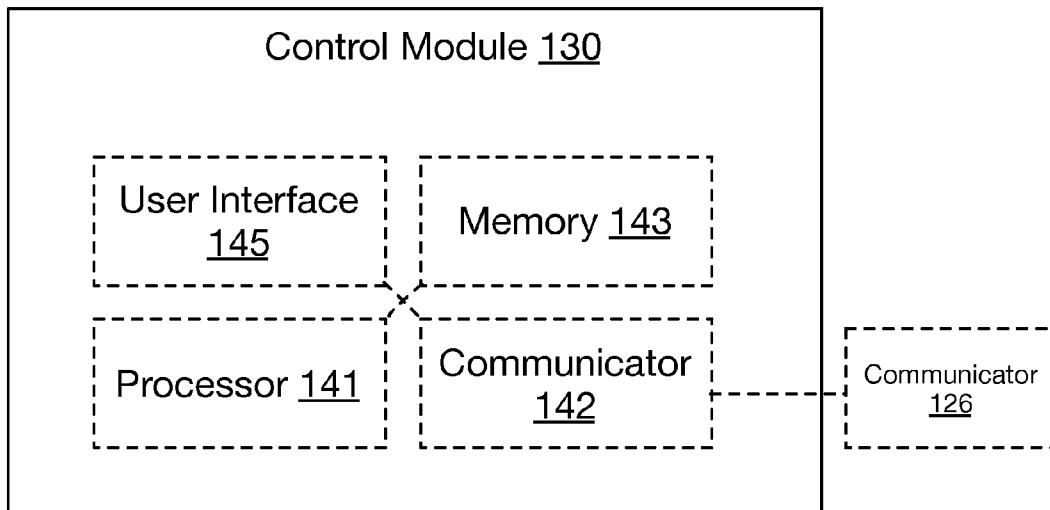 Control Module 130
User Interface
145
Memory 143
Processor 141
Communicator
142
Communicator
126